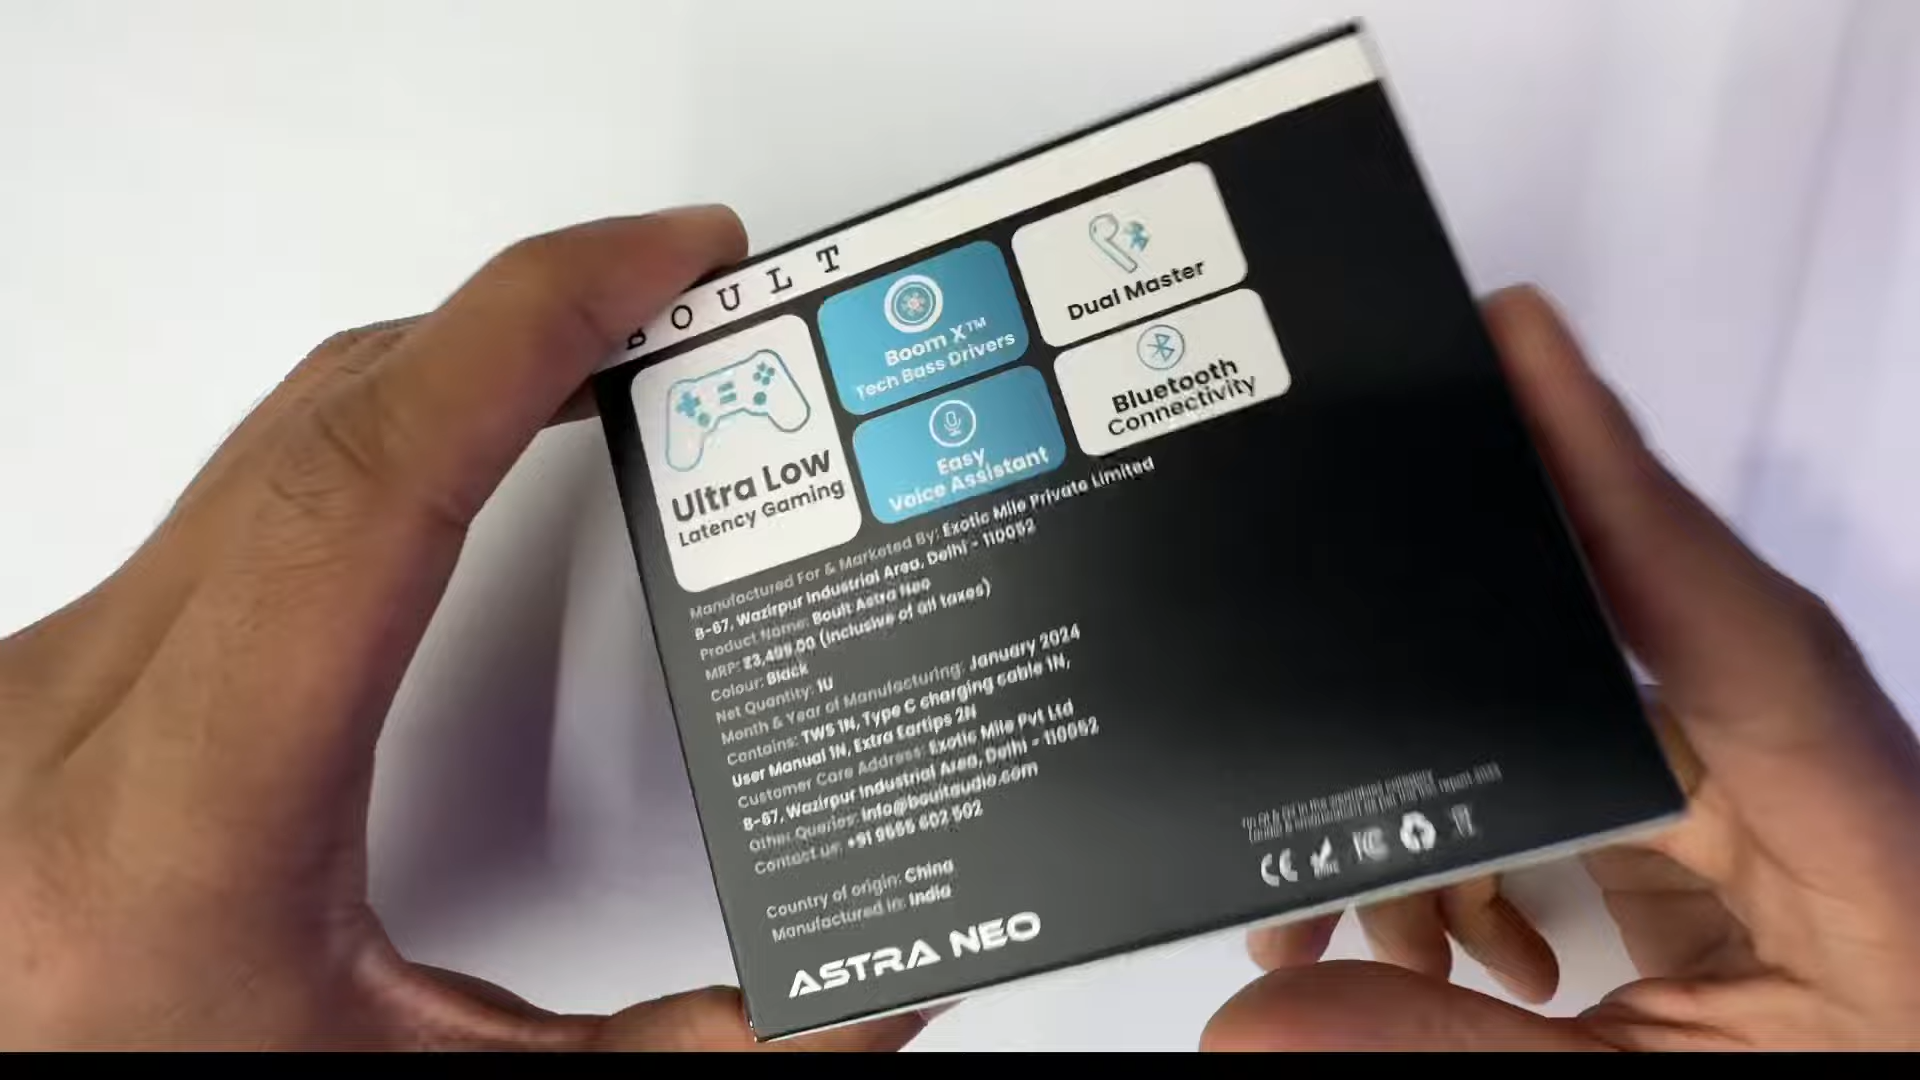 BOULT
Ultra Low
Latency Gaming
Boom X™
Tech Bass Drivers
Easy
Voice Assistant
Dual Master
Bluetooth
Connectivity
Manufactured For & Marketed By: Exotic Mile Private Limited
B-67, Wazirpur Industrial Area, Delhi - 110052
Product Name: Boult Astra Neo
MRP: ₹3,499.00 (Inclusive of all taxes)
Colour: Black
Net Quantity: 1U
Month & Year of Manufacturing: January 2024
Contains: TWS 1N, Type C charging cable 1N,
User Manual 1N, Extra Eartips 2N
Customer Care Address: Exotic Mile Pvt Ltd
B-67, Wazirpur Industrial Area, Delhi - 110052
Other Queries: info@boultaudio.com
Contact us: +91
Country of origin: China
Manufactured in: India
ASTRA NEO
CE